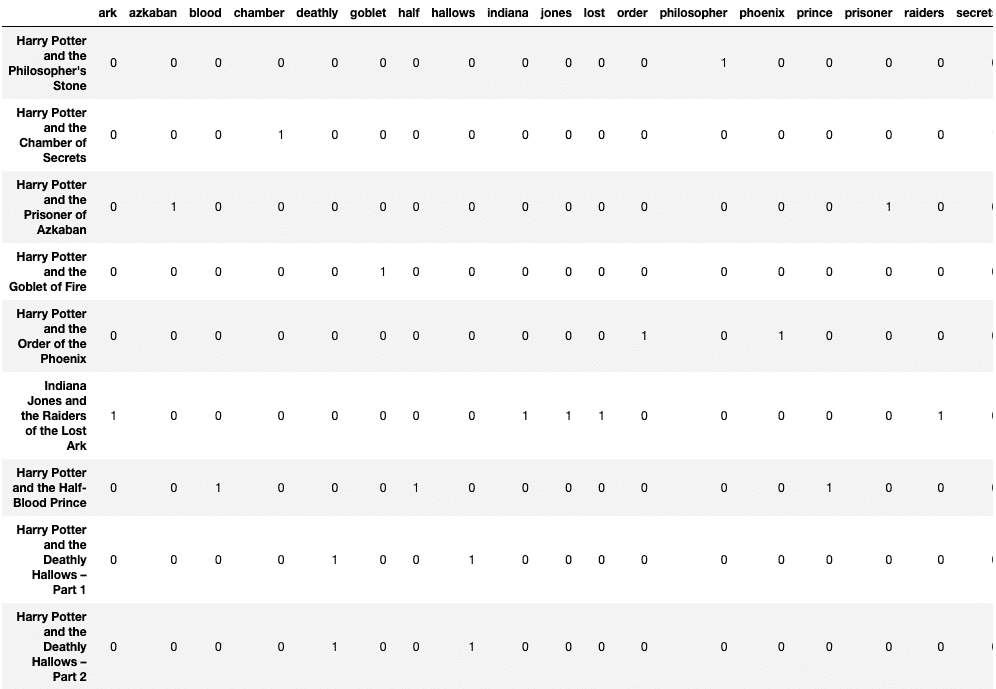 ark azkaban blood chamber deathly goblet half hallows indiana jones lost order philosopher phoenix prince prisoner raiders secrets
Harry Potter
and the
Philosopher's
Stone
0 0 0 0 0 0 0 0 0 0 0 0 1 0 0 0 0
Harry Potter
and the
Chamber of
Secrets
0 0 0 1 0 0 0 0 0 0 0 0 0 0 0 0 0
Harry Potter
and the
Prisoner of
Azkaban
0 1 0 0 0 0 0 0 0 0 0 0 0 0 0 1 0
Harry Potter
and the
Goblet of Fire
0 0 0 0 0 1 0 0 0 0 0 0 0 0 0 0 0
Harry Potter
and the
Order of the
Phoenix
0 0 0 0 0 0 0 0 0 0 0 1 0 1 0 0 0
Indiana
Jones and
the Raiders
of the Lost
Ark
1 0 0 0 0 0 0 0 1 1 1 0 0 0 0 0 1
Harry Potter
and the Half-
Blood Prince
0 0 1 0 0 0 1 0 0 0 0 0 0 0 1 0 0
Harry Potter
and the
Deathly
Hallows –
Part 1
0 0 0 0 1 0 0 1 0 0 0 0 0 0 0 0 0
Harry Potter
and the
Deathly
Hallows –
Part 2
0 0 0 0 1 0 0 1 0 0 0 0 0 0 0 0 0